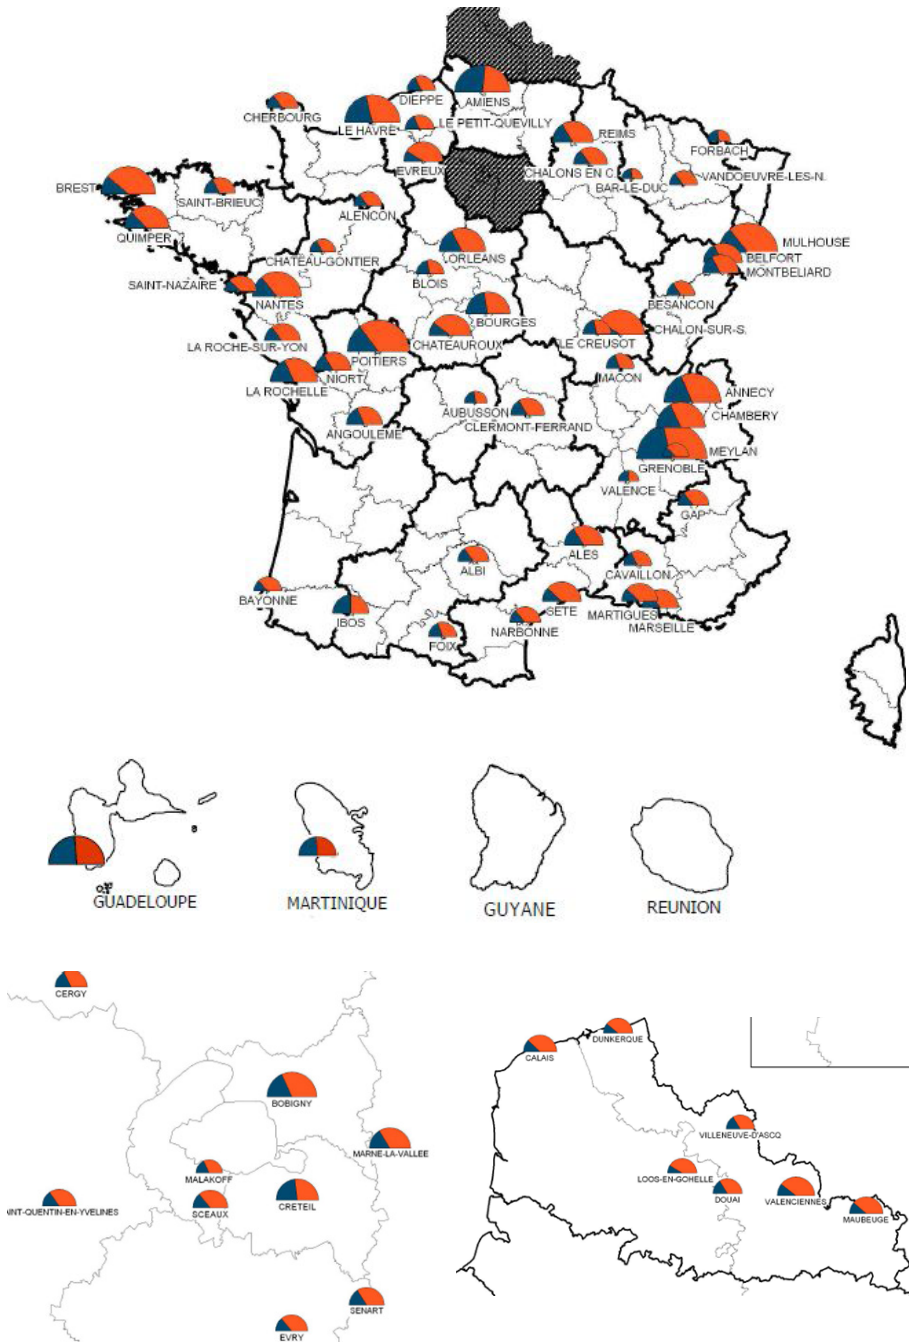 DIEPPE
AMIENS
CHERBOURG
LE HAVRE
LE PETIT-QUEVILLY
REIMS
FORBACH
EVREUX
CHALONS EN C.
BAR-LE-DUC
VANDOEUVRE-LES-N.
BREST
SAINT-BRIEUC
ALENCON
QUIMPER
MULHOUSE
CHATEAU-GONTIER
ORLEANS
BELFORT
MONTBELIARD
SAINT-NAZAIRE
BLOIS
NANTES
BESANCON
BOURGES
LA ROCHE-SUR-YON
CHATEAUROUX
LE CREUSOT
CHALON-SUR-S.
POITIERS
NIORT
MACON
LA ROCHELLE
ANNECY
AUBUSSON
CLERMONT-FERRAND
CHAMBERY
ANGOULEME
MEYLAN
GRENOBLE
VALENCE
GAP
ALES
ALBI
CAVAILLON
BAYONNE
SETE
MARTIGUES
IBOS
NARBONNE
MARSEILLE
FOIX
GUADELOUPE
MARTINIQUE
GUYANE
REUNION
CERGY
BOBIGNY
MARNE-LA-VALLEE
MALAKOFF
CRETEIL
INT-QUENTIN-EN-YVELINES
SCEAUX
SENART
EVRY
DUNKERQUE
CALAIS
VILLENEUVE-D'ASCQ
LOOS-EN-GOHELLE
DOUAI
VALENCIENNES
MAUBEUGE